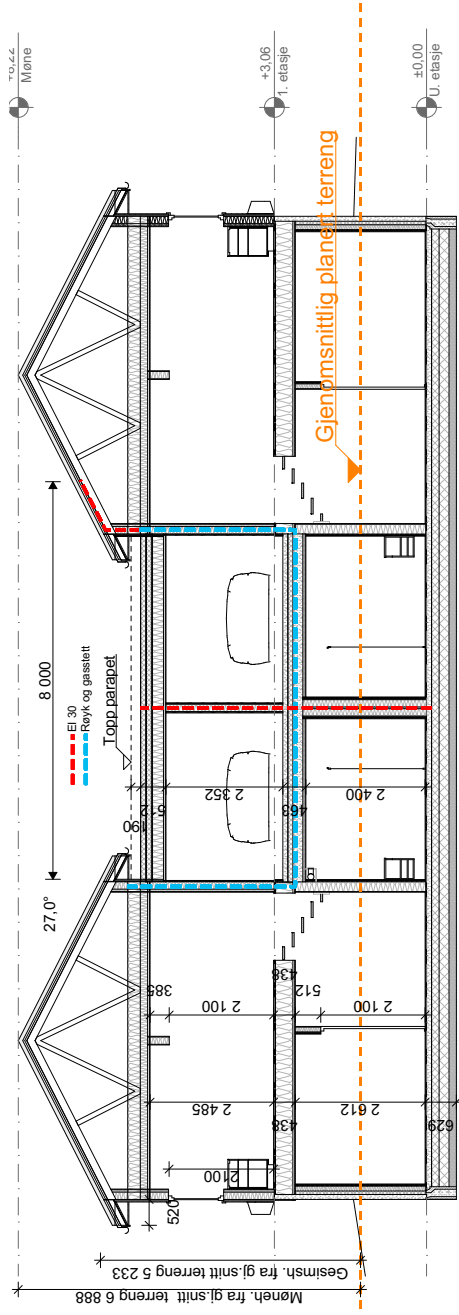 +8,22
Møne
+3,06
1. etasje
±0,00
U. etasje
Gjenomsnittlig planert terreng
8 000
EI 30
Røyk og gasstett
Topp parapet
27,0°
190
512
2 352
463
2 400
385
2 100
438
512
2 100
2 485
438
2 612
629
2100
520
Gesimsh. fra gj.snitt terreng 5 233
Møneh. fra gj.snitt terreng 6 888